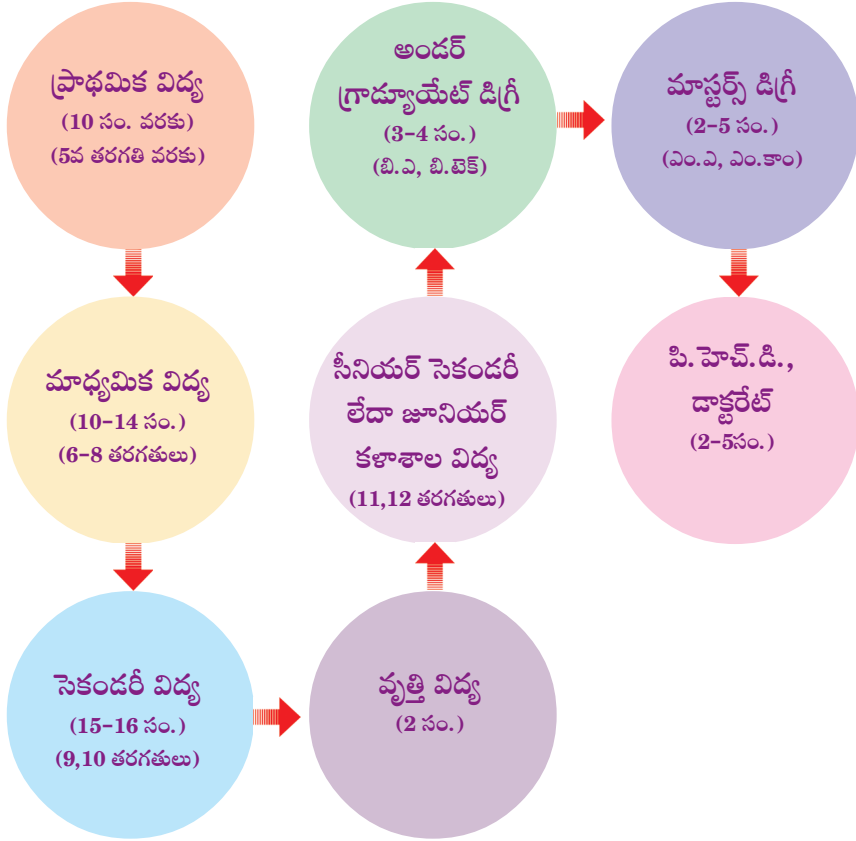 ప్రాథమిక విద్య
(10 సం. వరకు)
(5వ తరగతి వరకు)
మాధ్యమిక విద్య
(10-14 సం.)
(6-8 తరగతులు)
సెకండరీ విద్య
(15-16 సం.)
(9,10 తరగతులు)
వృత్తి విద్య
(2 సం.)
సీనియర్ సెకండరీ
లేదా జూనియర్
కళాశాల విద్య
(11,12 తరగతులు)
అండర్
గ్రాడ్యూయేట్ డిగ్రీ
(3-4 సం.)
(బి.ఎ, బి.టెక్)
మాస్టర్స్ డిగ్రీ
(2-5 సం.)
(ఎం.ఎ, ఎం.కాం)
పి.హెచ్.డి.,
డాక్టరేట్
(2-5సం.)